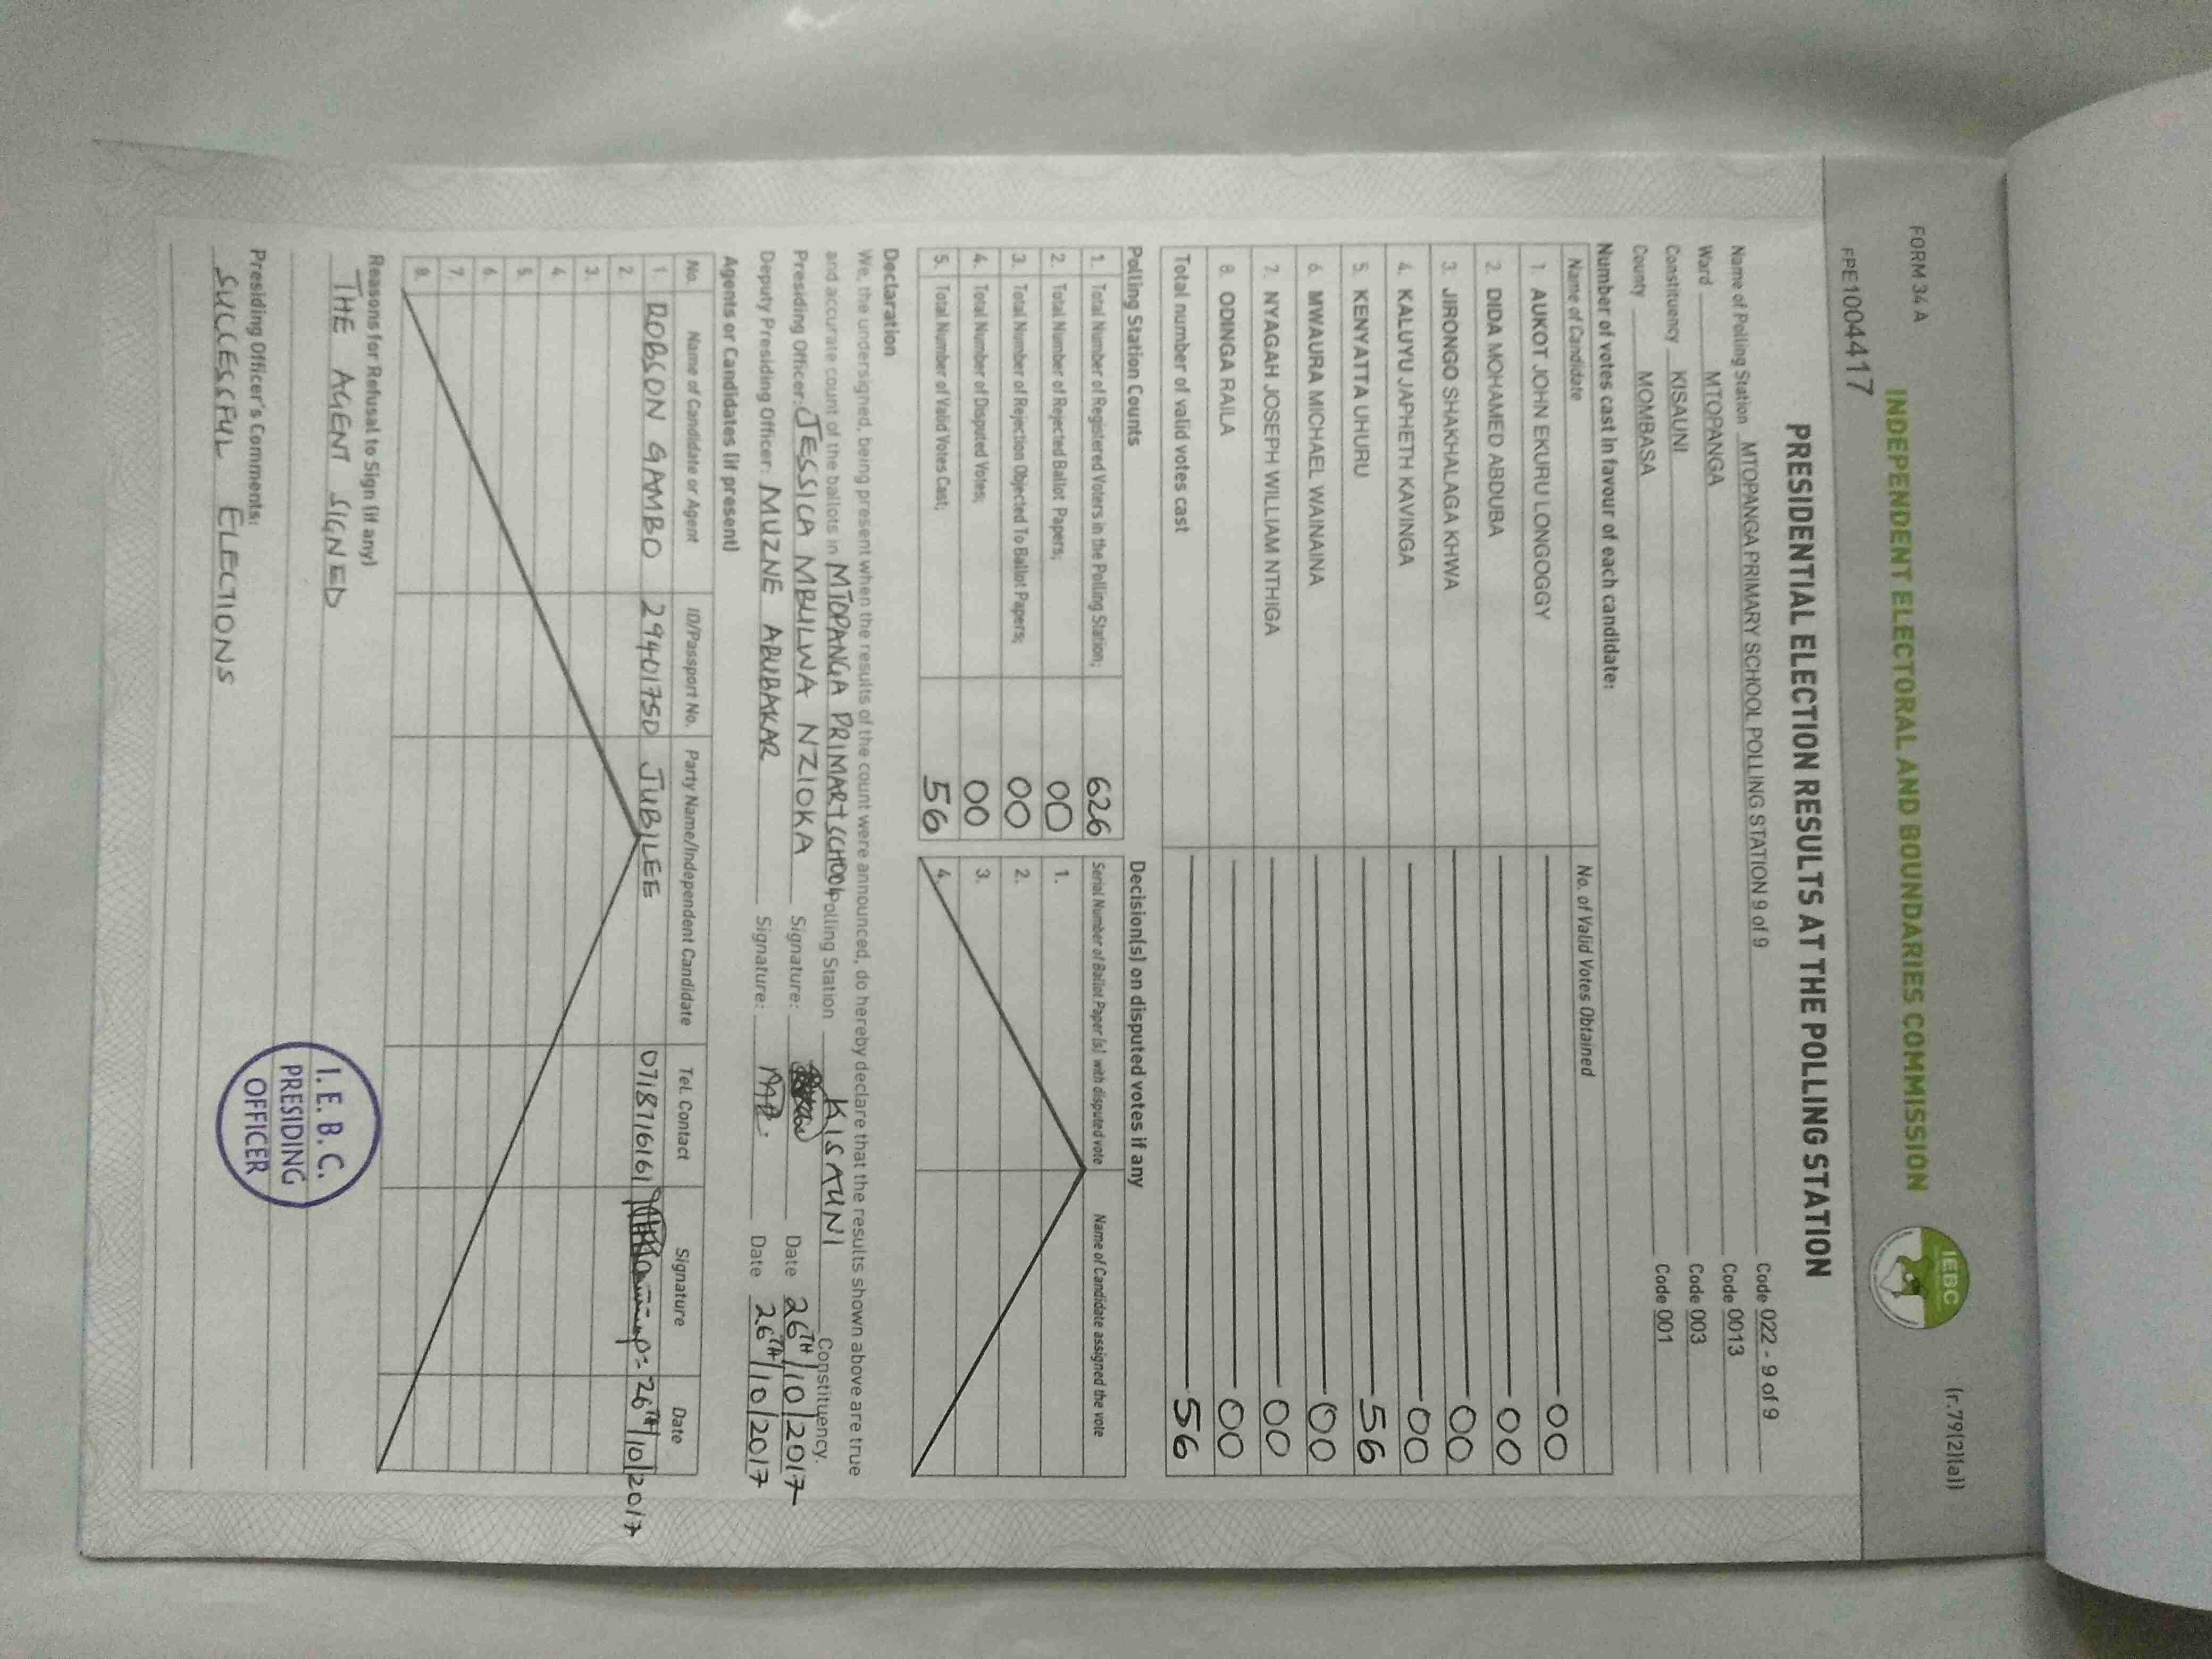 FORM 34 A
(r.79(2)(a))
INDEPENDENT ELECTORAL AND BOUNDARIES COMMISSION
IEBC
FPE1004417
PRESIDENTIAL ELECTION RESULTS AT THE POLLING STATION
Name of Polling Station MTOPANGA PRIMARY SCHOOL POLLING STATION 9 of 9 Code 022 - 9 of 9
Ward MTOPANGA Code 0013
Constituency KISAUNI Code 003
County MOMBASA Code 001
Number of votes cast in favour of each candidate:
Name of Candidate No. of Valid Votes Obtained
1. AUKOT JOHN EKURU LONGOGGY 00
2. DIDA MOHAMED ABDUBA 00
3. JIRONGO SHAKHALAGA KHWA 00
4. KALUYU JAPHETH KAVINGA 00
5. KENYATTA UHURU 56
6. MWAURA MICHAEL WAINAINA 00
7. NYAGAH JOSEPH WILLIAM NTHIGA 00
8. ODINGA RAILA 00
Total number of valid votes cast 56
Polling Station Counts
1. Total Number of Registered Voters in the Polling Station; 626
2. Total Number of Rejected Ballot Papers; 00
3. Total Number of Rejection Objected To Ballot Papers; 00
4. Total Number of Disputed Votes; 00
5. Total Number of Valid Votes Cast; 56
Decision(s) on disputed votes if any
Serial Number of Ballot Paper (s) with disputed vote Name of Candidate assigned the vote
1.
2.
3.
4.
Declaration
We, the undersigned, being present when the results of the count were announced, do hereby declare that the results shown above are true
and accurate count of the ballots in MTOPANGA PRIMARY SCHOOL Polling Station KISAUNI Constituency.
Presiding Officer: JESSICA MBULWA NZIOKA Signature: Date 26TH/10/2017
Deputy Presiding Officer: MUZNE ABUBAKAR Signature: Date 26TH/10/2017
Agents or Candidates (if present)
No. Name of Candidate or Agent ID/Passport No. Party Name/Independent Candidate Tel. Contact Signature Date
1. DOBSON GAMBO JUBILEE 0718716161 26TH/10/2017
2.
3.
4.
5.
6.
7.
8.
Reasons for Refusal to Sign (if any)
THE AGENT SIGNED
Presiding Officer's Comments:
SUCCESSFUL ELECTIONS
I. E. B. C.
PRESIDING
OFFICER